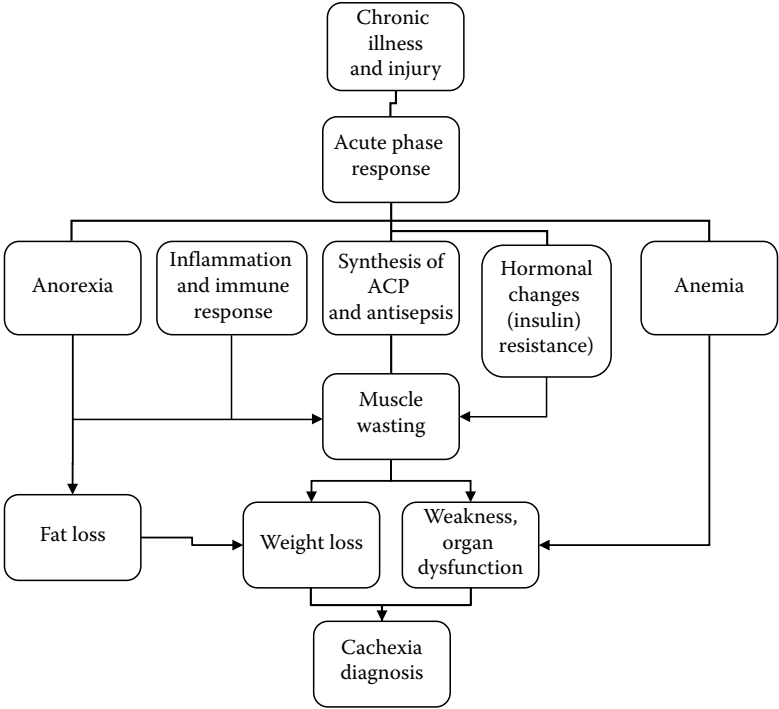 Chronic
illness
and injury
Acute phase
response
Anorexia
Inflammation
and immune
response
Synthesis of
ACP
and antisepsis
Hormonal
changes
(insulin)
resistance)
Anemia
Muscle
wasting
Fat loss
Weight loss
Weakness,
organ
dysfunction
Cachexia
diagnosis